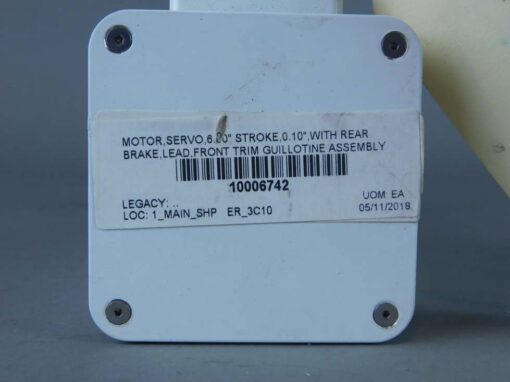 MOTOR,SERVO,6.00" STROKE,0.10",WITH REAR
BRAKE,LEAD,FRONT TRIM GUILLOTINE ASSEMBLY
10006742
LEGACY: ..
UOM: EA
LOC: 1_MAIN_SHP ER_3C10
05/11/2018